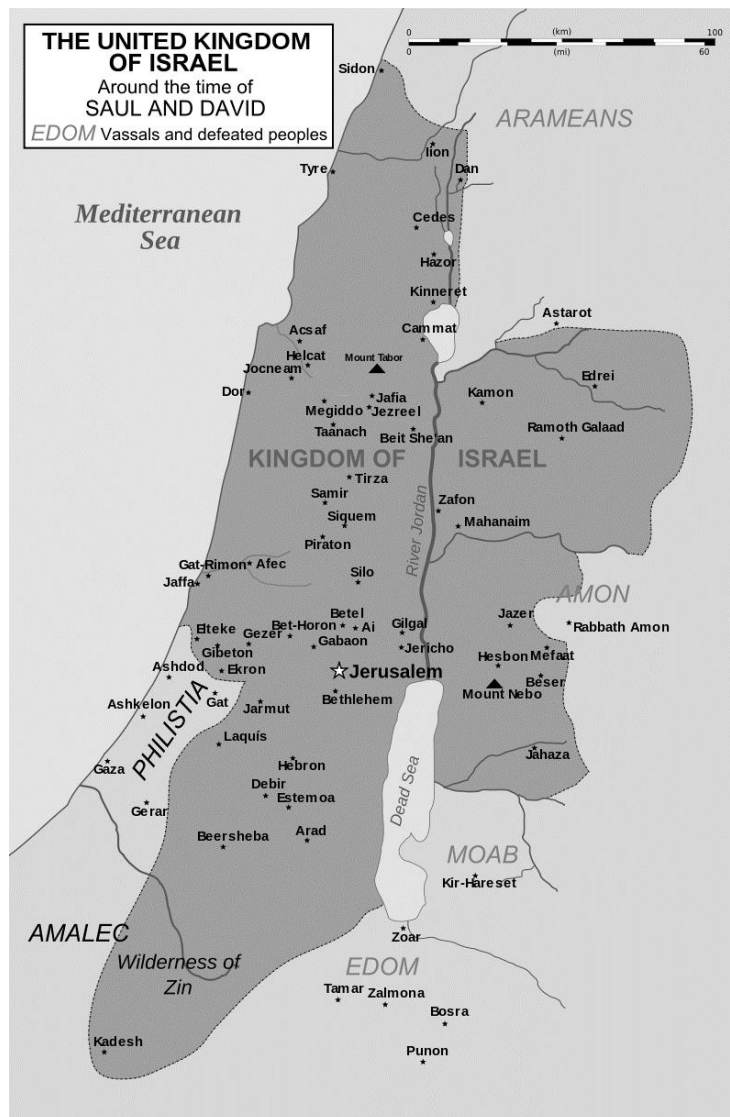 THE UNITED KINGDOM
OF ISRAEL
Around the time of
SAUL AND DAVID
EDOM Vassals and defeated peoples
0 (km) 100
0 (mi) 60
Sidon
ARAMEANS
Iion
Dan
Tyre
Mediterranean
Sea
Cedes
Hazor
Kinneret
Astarot
Acsaf
Cammat
Helcat
Mount Tabor
Jocneam
Edrei
Dor
Kamon
Jafia
Megiddo
Jezreel
Ramoth Galaad
Taanach
Beit She'an
KINGDOM OF ISRAEL
Tirza
Samir
Zafon
Siquem
Mahanaim
River Jordan
Piraton
Gat-Rimon
Afec
Silo
Jaffa
AMON
Betel
Jazer
Elteke
Gezer
Bet-Horon
Ai
Gilgal
Rabbath Amon
Gibeton
Gabaon
Jericho
Mefaat
Hesbon
Ashdod
Ekron
Jerusalem
Beser
Mount Nebo
Ashkelon
Gat
Bethlehem
Jarmut
PHILISTIA
Laquís
Jahaza
Gaza
Hebron
Dead Sea
Debir
Estemoa
Gerar
Beersheba
Arad
MOAB
Kir-Hareset
AMALEC
Zoar
Wilderness of
Zin
EDOM
Tamar
Zalmona
Bosra
Kadesh
Punon